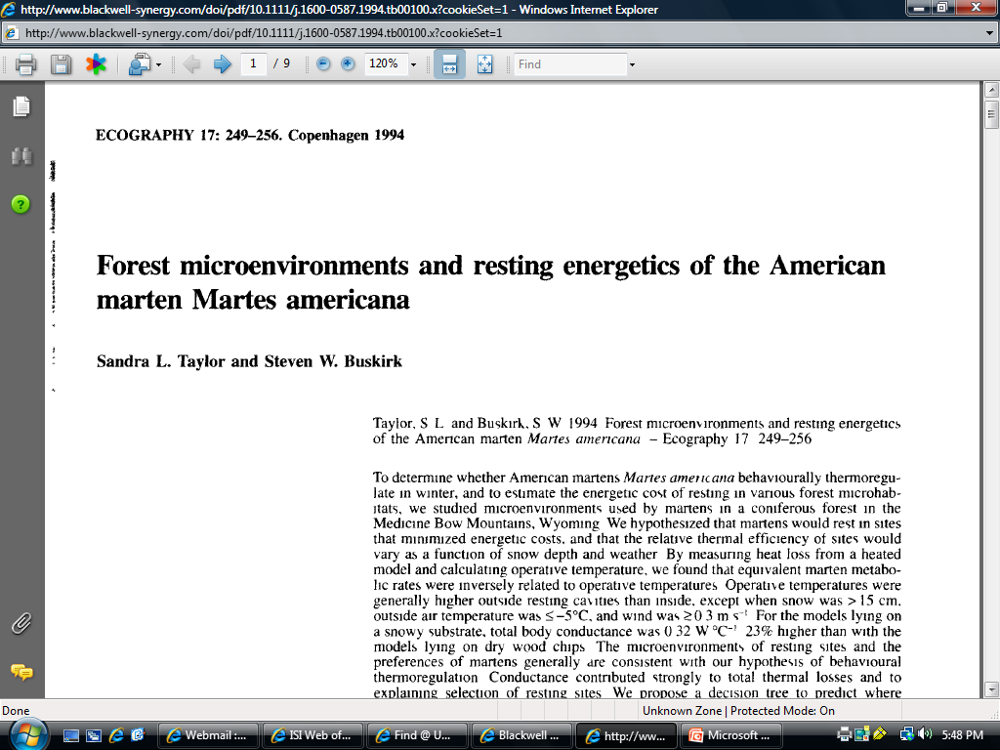 http://www.blackwell-synergy.com/doi/pdf/10.1111/j.1600-0587.1994.tb00100.x?cookieSet=1 - Windows Internet Explorer
http://www.blackwell-synergy.com/doi/pdf/10.1111/j.1600-0587.1994.tb00100.x?cookieSet=1
1 / 9 120% Find
ECOGRAPHY 17: 249–256. Copenhagen 1994
Forest microenvironments and resting energetics of the American
marten Martes americana
Sandra L. Taylor and Steven W. Buskirk
Taylor, S L and Buskirk, S W 1994 Forest microenvironments and resting energetics
of the American marten Martes americana – Ecography 17 249–256
To determine whether American martens Martes americana behaviourally thermoregu-
late in winter, and to estimate the energetic cost of resting in various forest microhab-
itats, we studied microenvironments used by martens in a coniferous forest in the
Medicine Bow Mountains, Wyoming We hypothesized that martens would rest in sites
that minimized energetic costs, and that the relative thermal efficiency of sites would
vary as a function of snow depth and weather By measuring heat loss from a heated
model and calculating operative temperature, we found that equivalent marten metabo-
lic rates were inversely related to operative temperatures Operative temperatures were
generally higher outside resting cavities than inside, except when snow was > 15 cm,
outside air temperature was ≤ −5°C, and wind was ≥ 0 3 m s⁻¹ For the models lying on
a snowy substrate, total body conductance was 0 32 W °C⁻¹ 23% higher than with the
models lying on dry wood chips The microenvironments of resting sites and the
preferences of martens generally are consistent with our hypothesis of behavioural
thermoregulation Conductance contributed strongly to total thermal losses and to
explaining selection of resting sites We propose a decision tree to predict where
Done Unknown Zone | Protected Mode: On
Webmail :... ISI Web of... Find @ U... Blackwell ... http://ww... Microsoft ... 5:48 PM